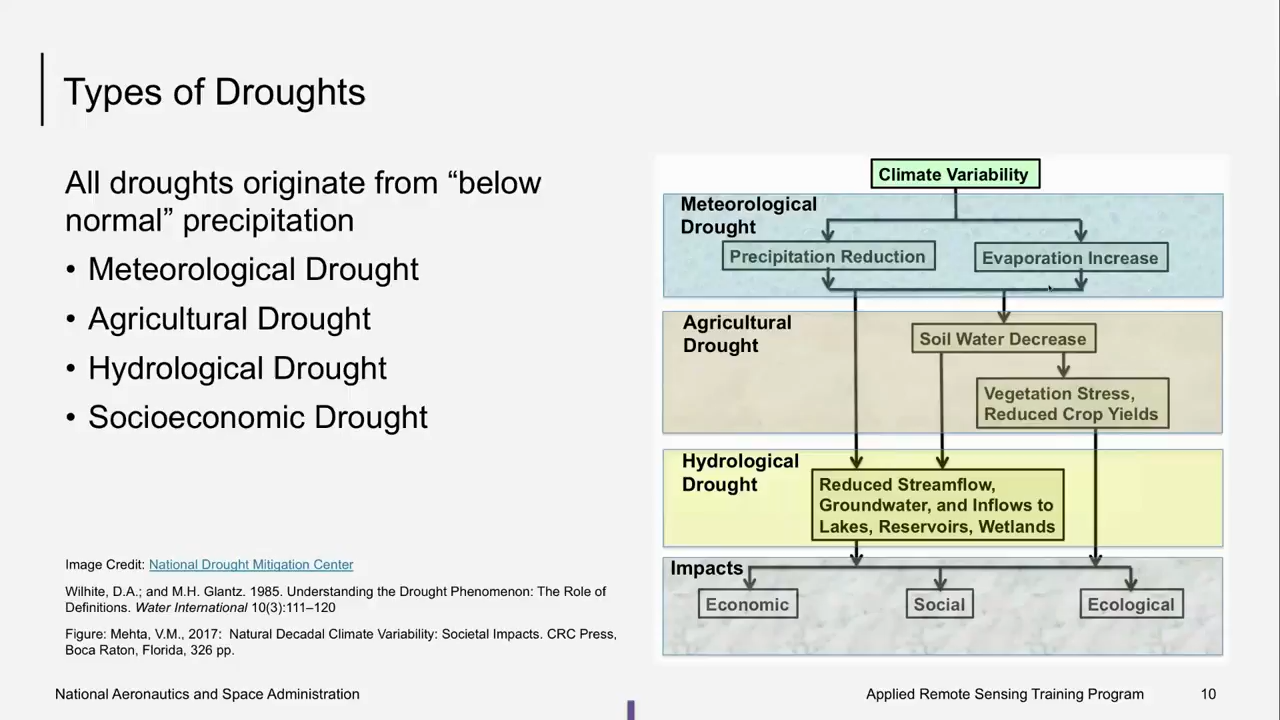 Types of Droughts
All droughts originate from “below
normal” precipitation
• Meteorological Drought
• Agricultural Drought
• Hydrological Drought
• Socioeconomic Drought
Image Credit: National Drought Mitigation Center
Wilhite, D.A.; and M.H. Glantz. 1985. Understanding the Drought Phenomenon: The Role of
Definitions. Water International 10(3):111–120
Figure: Mehta, V.M., 2017: Natural Decadal Climate Variability: Societal Impacts. CRC Press,
Boca Raton, Florida, 326 pp.
Climate Variability
Meteorological
Drought
Precipitation Reduction
Evaporation Increase
Agricultural
Drought
Soil Water Decrease
Vegetation Stress,
Reduced Crop Yields
Hydrological
Drought
Reduced Streamflow,
Groundwater, and Inflows to
Lakes, Reservoirs, Wetlands
Impacts
Economic
Social
Ecological
National Aeronautics and Space Administration
Applied Remote Sensing Training Program
10